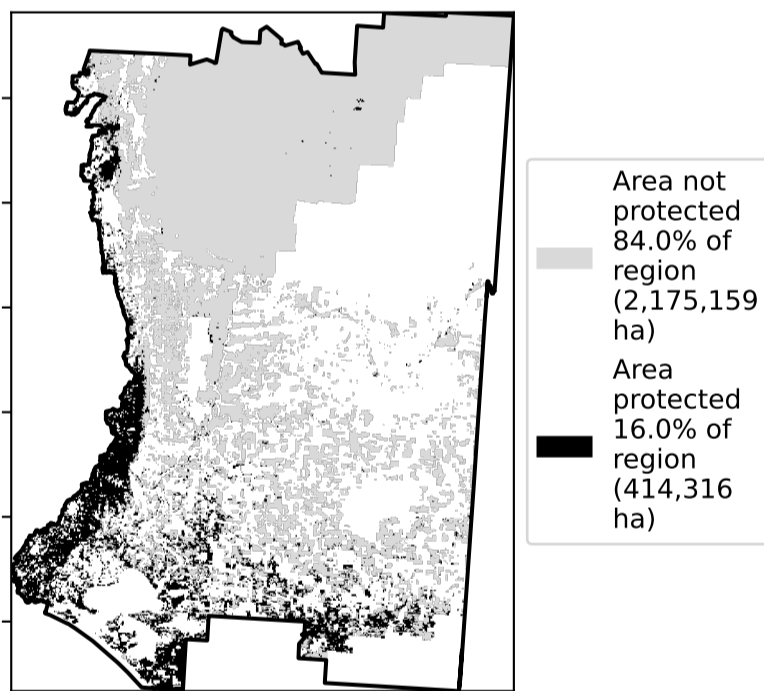 Area not
protected
84.0% of
region
(2,175,159
ha)
Area
protected
16.0% of
region
(414,316
ha)